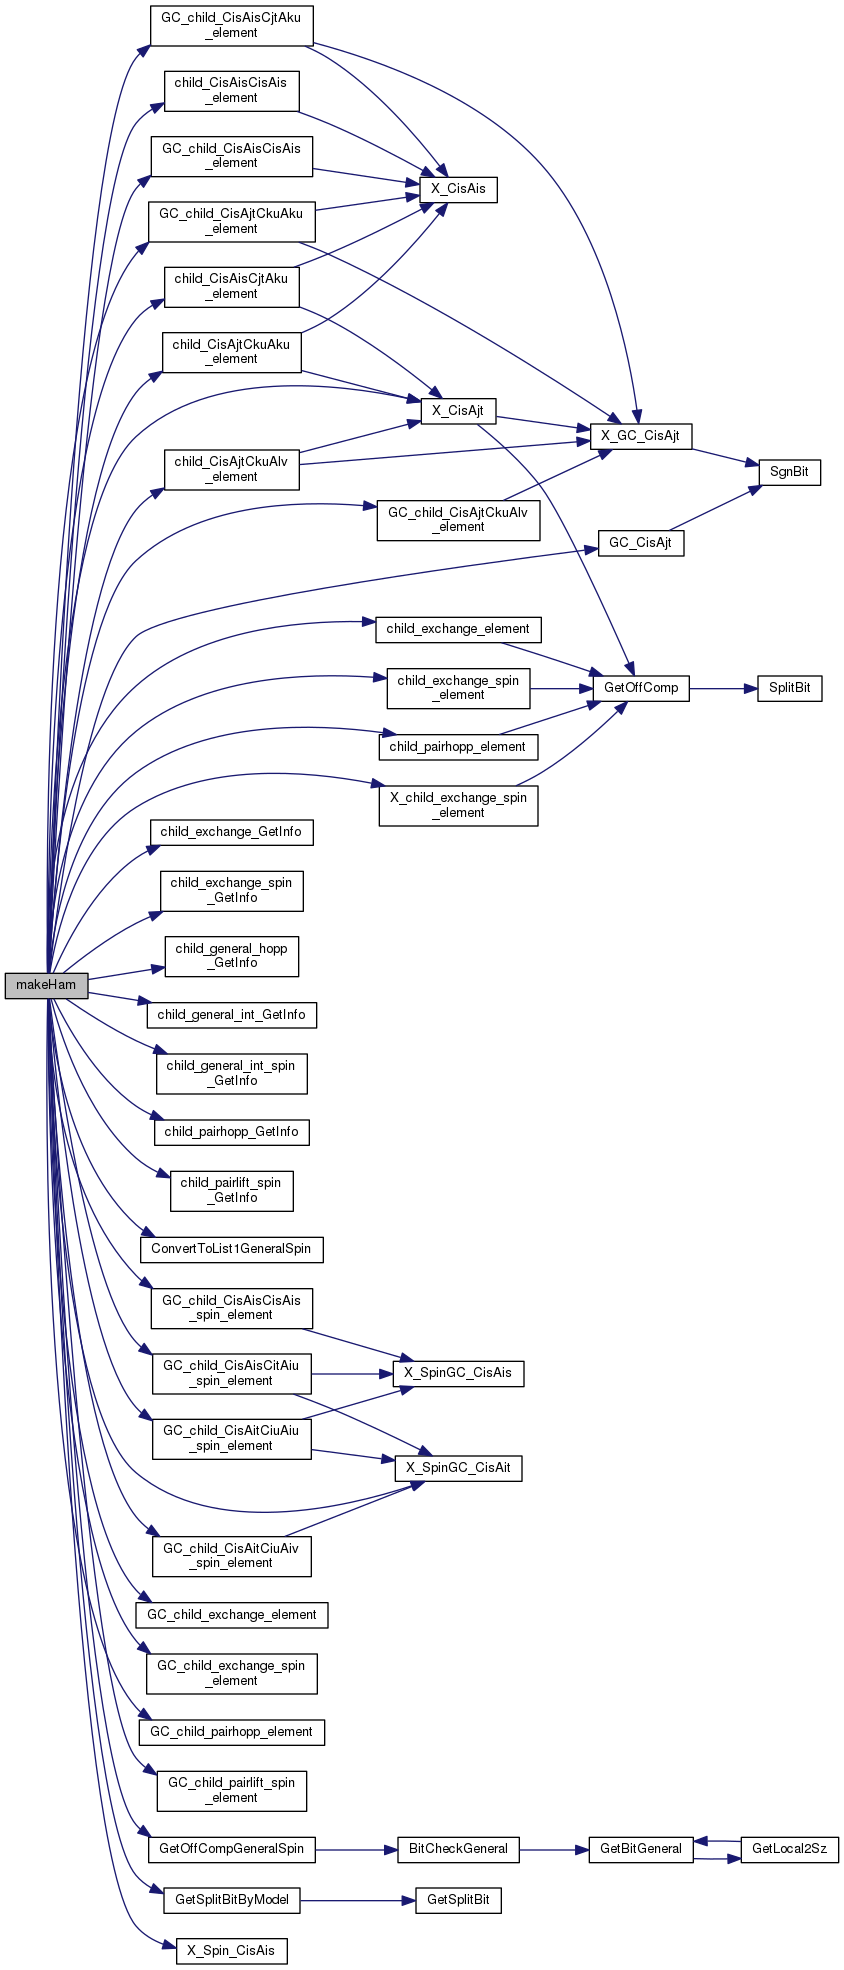 GC_child_CisAisCjtAku
_element
child_CisAisCisAis
_element
GC_child_CisAisCisAis
_element
X_CisAis
GC_child_CisAjtCkuAku
_element
child_CisAisCjtAku
_element
child_CisAjtCkuAku
_element
X_CisAjt
X_GC_CisAjt
child_CisAjtCkuAlv
_element
SgnBit
GC_child_CisAjtCkuAlv
_element
GC_CisAjt
child_exchange_element
child_exchange_spin
_element
GetOffComp
SplitBit
child_pairhopp_element
X_child_exchange_spin
_element
child_exchange_GetInfo
child_exchange_spin
_GetInfo
child_general_hopp
_GetInfo
makeHam
child_general_int_GetInfo
child_general_int_spin
_GetInfo
child_pairhopp_GetInfo
child_pairlift_spin
_GetInfo
ConvertToList1GeneralSpin
GC_child_CisAisCisAis
_spin_element
GC_child_CisAisCitAiu
_spin_element
X_SpinGC_CisAis
GC_child_CisAitCiuAiu
_spin_element
X_SpinGC_CisAit
GC_child_CisAitCiuAiv
_spin_element
GC_child_exchange_element
GC_child_exchange_spin
_element
GC_child_pairhopp_element
GC_child_pairlift_spin
_element
GetOffCompGeneralSpin
BitCheckGeneral
GetBitGeneral
GetLocal2Sz
GetSplitBitByModel
GetSplitBit
X_Spin_CisAis